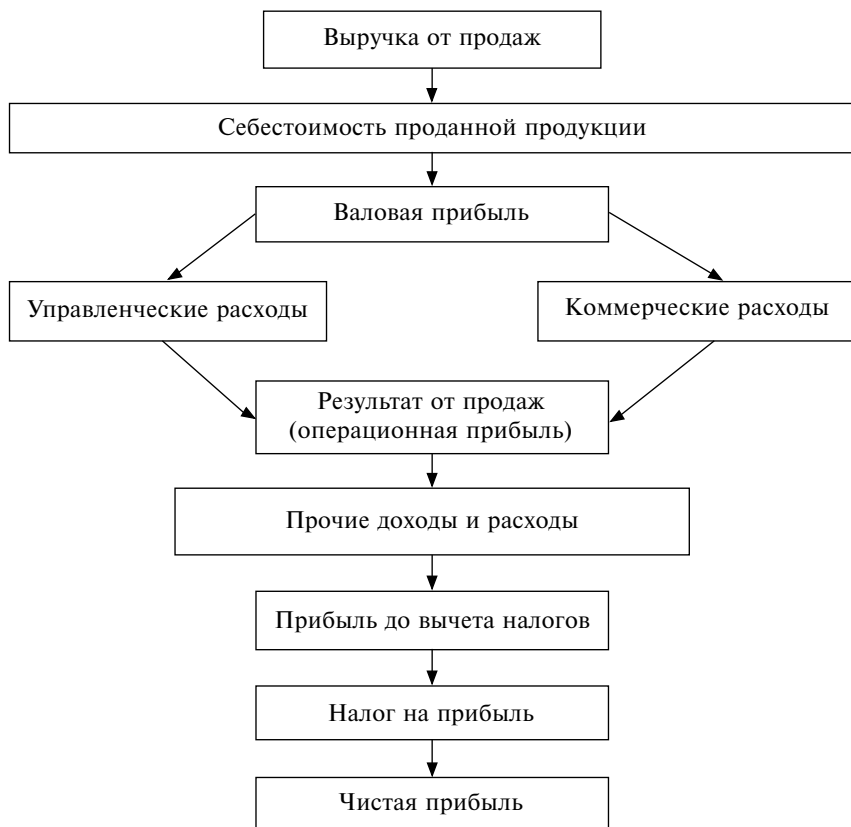 Выручка от продаж
Себестоимость проданной продукции
Валовая прибыль
Управленческие расходы
Коммерческие расходы
Результат от продаж
(операционная прибыль)
Прочие доходы и расходы
Прибыль до вычета налогов
Налог на прибыль
Чистая прибыль